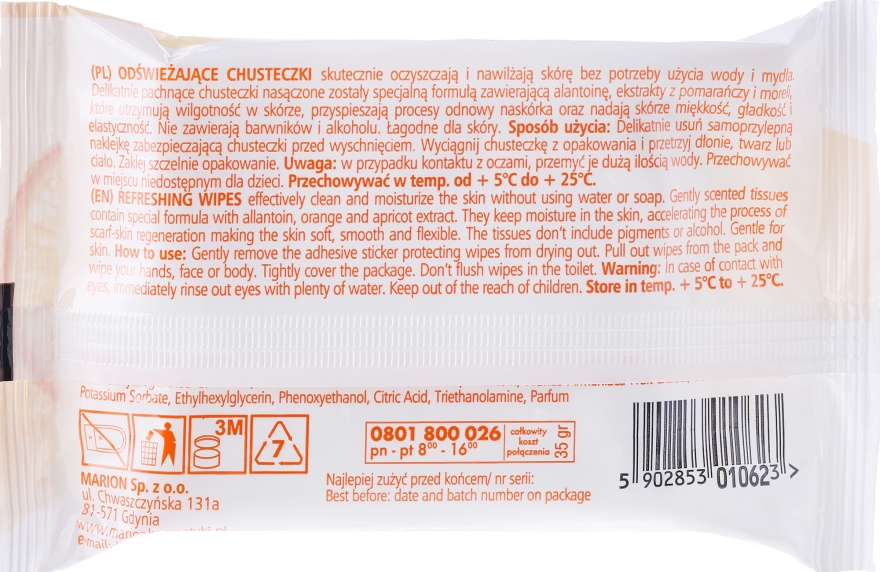 (PL) ODŚWIEŻAJĄCE CHUSTECZKI skutecznie oczyszczają i nawilżają skórę bez potrzeby użycia wody i mydła.
Delikatnie pachnące chusteczki nasączone zostały specjalną formułą zawierającą alantoinę, ekstrakty z pomarańczy i moreli,
które utrzymują wilgotność w skórze, przyspieszają procesy odnowy naskórka oraz nadają skórze miękkość, gładkość i
elastyczność. Nie zawierają barwników i alkoholu. Łagodne dla skóry. Sposób użycia: Delikatnie usuń samoprzylepną
naklejkę zabezpieczającą chusteczki przed wyschnięciem. Wyciągnij chusteczkę z opakowania i przetrzyj dłonie, twarz lub
ciało. Zaklej szczelnie opakowanie. Uwaga: w przypadku kontaktu z oczami, przemyć je dużą ilością wody. Przechowywać
w miejscu niedostępnym dla dzieci. Przechowywać w temp. od + 5°C do + 25°C.
(EN) REFRESHING WIPES effectively clean and moisturize the skin without using water or soap. Gently scented tissues
contain special formula with allantoin, orange and apricot extract. They keep moisture in the skin, accelerating the process of
scarf-skin regeneration making the skin soft, smooth and flexible. The tissues don't include pigments or alcohol. Gentle for
skin. How to use: Gently remove the adhesive sticker protecting wipes from drying out. Pull out wipes from the pack and
wipe your hands, face or body. Tightly cover the package. Don't flush wipes in the toilet. Warning: In case of contact with
eyes, immediately rinse out eyes with plenty of water. Keep out of the reach of children. Store in temp. + 5°C to + 25°C.
Potassium Sorbate, Ethylhexylglycerin, Phenoxyethanol, Citric Acid, Triethanolamine, Parfum
3M
7
0801 800 026
pn - pt 8⁰⁰ - 16⁰⁰
całkowity
koszt
połączenia
35 gr
MARION Sp. z o.o.
ul. Chwaszczyńska 131a
81-571 Gdynia
e-mail:
Najlepiej zużyć przed końcem/ nr serii:
Best before: date and batch number on package
5 902853 010623 >